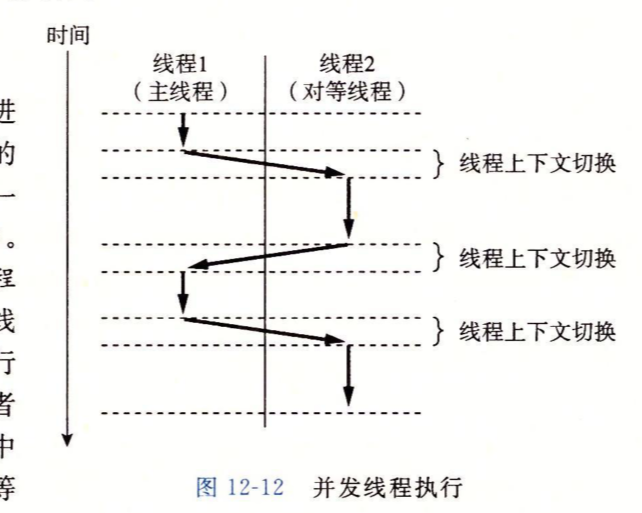 时间
线程1
（主线程）
线程2
（对等线程）
线程上下文切换
线程上下文切换
线程上下文切换
进
的
一
。
程
线
行
者
中
等
图 12-12 并发线程执行